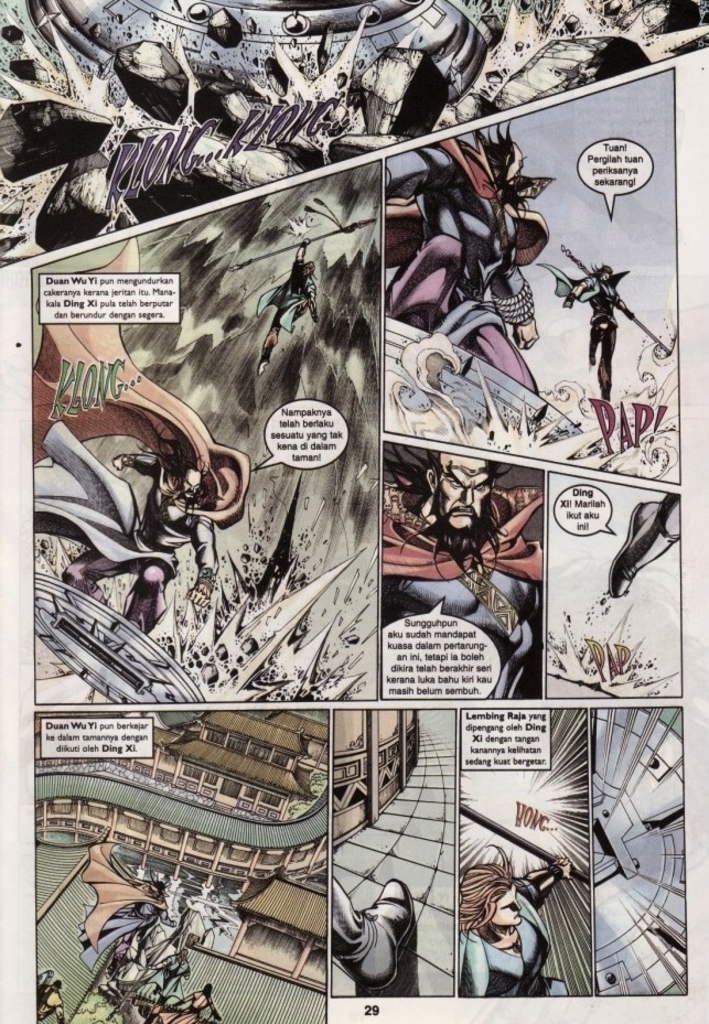 KLONG... KLONG...
Duan Wu Yi pun mengundurkan
cakeranya kerana jeritan itu. Mana-
kala Ding Xi pula telah berputar
dan berundur dengan segera.
KLONG...
Nampaknya
telah berlaku
sesuatu yang tak
kena di dalam
taman!
Tuan!
Pergilah tuan
periksanya
sekarang!
PAP!
Sungguhpun
aku sudah mandapat
kuasa dalam pertarung-
an ini, tetapi ia boleh
dikira telah berakhir seri
kerana luka bahu kiri kau
masih belum sembuh.
Ding
Xi! Marilah
ikut aku
ini!
PAP...
Duan Wu Yi pun berkejar
ke dalam tamannya dengan
diikuti oleh Ding Xi.
Lembing Raja yang
dipengang oleh Ding
Xi dengan tangan
kanannya kelihatan
sedang kuat bergetar.
HONG...
29